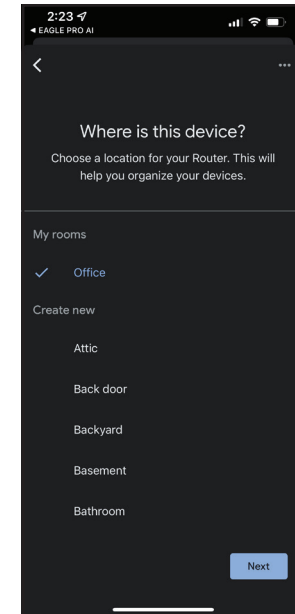 2:23
◄ EAGLE PRO AI
Where is this device?
Choose a location for your Router. This will
help you organize your devices.
My rooms
Office
Create new
Attic
Back door
Backyard
Basement
Bathroom
Next